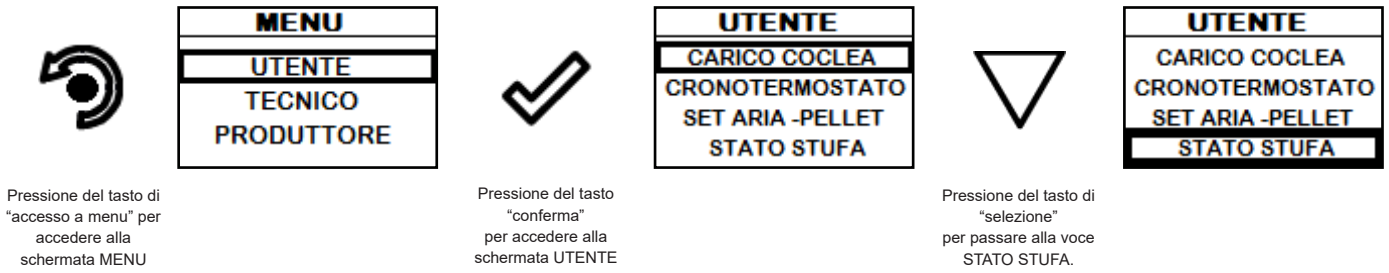 MENU
UTENTE
TECNICO
PRODUTTORE
Pressione del tasto di
“accesso a menu” per
accedere alla
schermata MENU
UTENTE
CARICO COCLEA
CRONOTERMOSTATO
SET ARIA -PELLET
STATO STUFA
Pressione del tasto
“conferma”
per accedere alla
schermata UTENTE
UTENTE
CARICO COCLEA
CRONOTERMOSTATO
SET ARIA -PELLET
STATO STUFA
Pressione del tasto di
“selezione”
per passare alla voce
STATO STUFA.